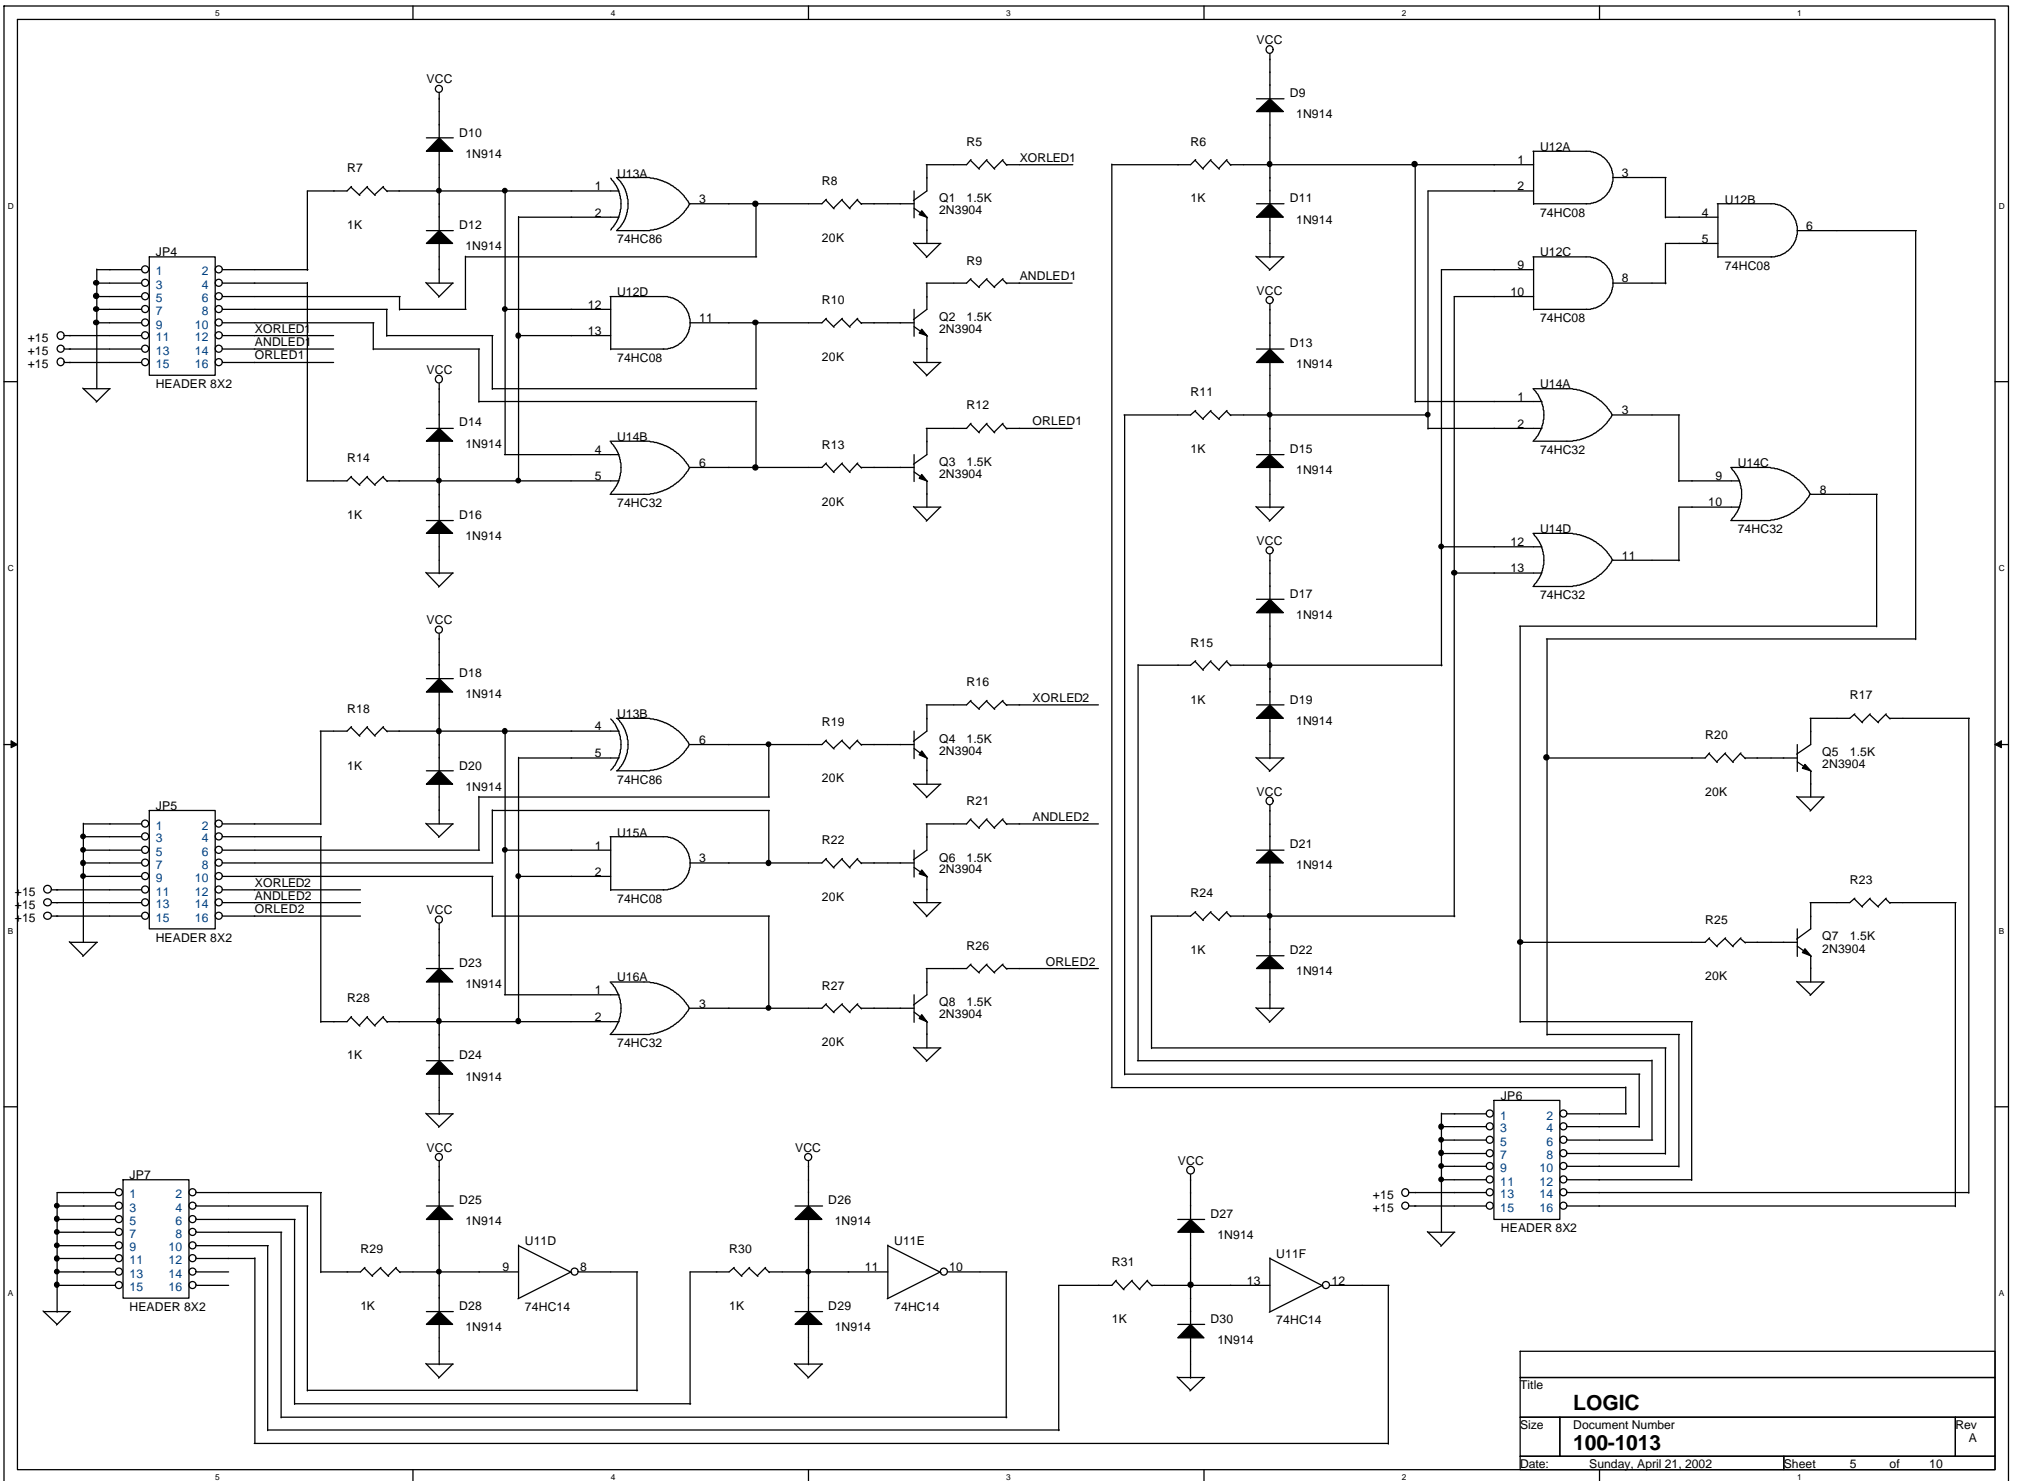 5 4 3 2 1
D
C
B
A
VCC
D10
1N914
R7
1K
D12
1N914
U13A
1
2
3
74HC86
R8
20K
R5
XORLED1
Q1 1.5K
2N3904
JP4
1 2
3 4
5 6
7 8
9 10
11 12
13 14
15 16
HEADER 8X2
+15
+15
+15
XORLED1
ANDLED1
ORLED1
U12D
12
13
11
74HC08
R10
20K
R9
ANDLED1
Q2 1.5K
2N3904
VCC
D14
1N914
R14
1K
D16
1N914
U14B
4
5
6
74HC32
R13
20K
R12
ORLED1
Q3 1.5K
2N3904
VCC
D9
1N914
R6
1K
D11
1N914
U12A
1
2
3
74HC08
U12B
4
5
6
74HC08
U12C
9
10
8
74HC08
VCC
D13
1N914
R11
1K
D15
1N914
U14A
1
2
3
74HC32
U14C
9
10
8
74HC32
U14D
12
13
11
74HC32
VCC
D17
1N914
R15
1K
D19
1N914
VCC
D21
1N914
R24
1K
D22
1N914
R17
R20
20K
Q5 1.5K
2N3904
R23
R25
20K
Q7 1.5K
2N3904
VCC
D18
1N914
R18
1K
D20
1N914
U13B
4
5
6
74HC86
R19
20K
R16
XORLED2
Q4 1.5K
2N3904
JP5
1 2
3 4
5 6
7 8
9 10
11 12
13 14
15 16
HEADER 8X2
+15
+15
+15
XORLED2
ANDLED2
ORLED2
U15A
1
2
3
74HC08
R22
20K
R21
ANDLED2
Q6 1.5K
2N3904
VCC
D23
1N914
R28
1K
D24
1N914
U16A
1
2
3
74HC32
R27
20K
R26
ORLED2
Q8 1.5K
2N3904
JP6
1 2
3 4
5 6
7 8
9 10
11 12
13 14
15 16
HEADER 8X2
+15
+15
JP7
1 2
3 4
5 6
7 8
9 10
11 12
13 14
15 16
HEADER 8X2
VCC
D25
1N914
R29
1K
D28
1N914
U11D
9
8
74HC14
VCC
D26
1N914
R30
1K
D29
1N914
U11E
11
10
74HC14
VCC
D27
1N914
R31
1K
D30
1N914
U11F
13
12
74HC14
Title
LOGIC
Size Document Number Rev
100-1013 A
Date: Sunday, April 21, 2002 Sheet 5 of 10
D
C
B
A
5 4 3 2 1